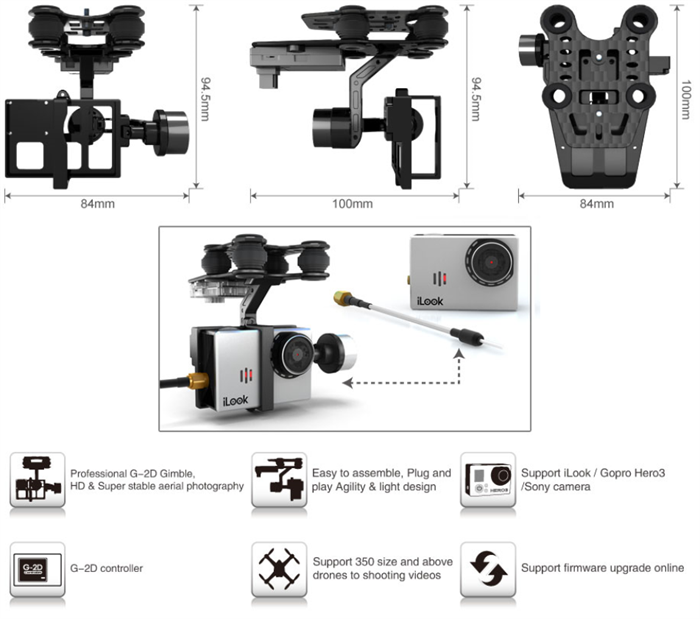 94.5mm
84mm
94.5mm
100mm
100mm
84mm
iLook
iLook
Professional G-2D Gimble,
HD & Super stable aerial photography
Easy to assemble, Plug and
play Agility & light design
HERO3
Support iLook / Gopro Hero3
/Sony camera
G-2D
G-2D controller
Support 350 size and above
drones to shooting videos
Support firmware upgrade online